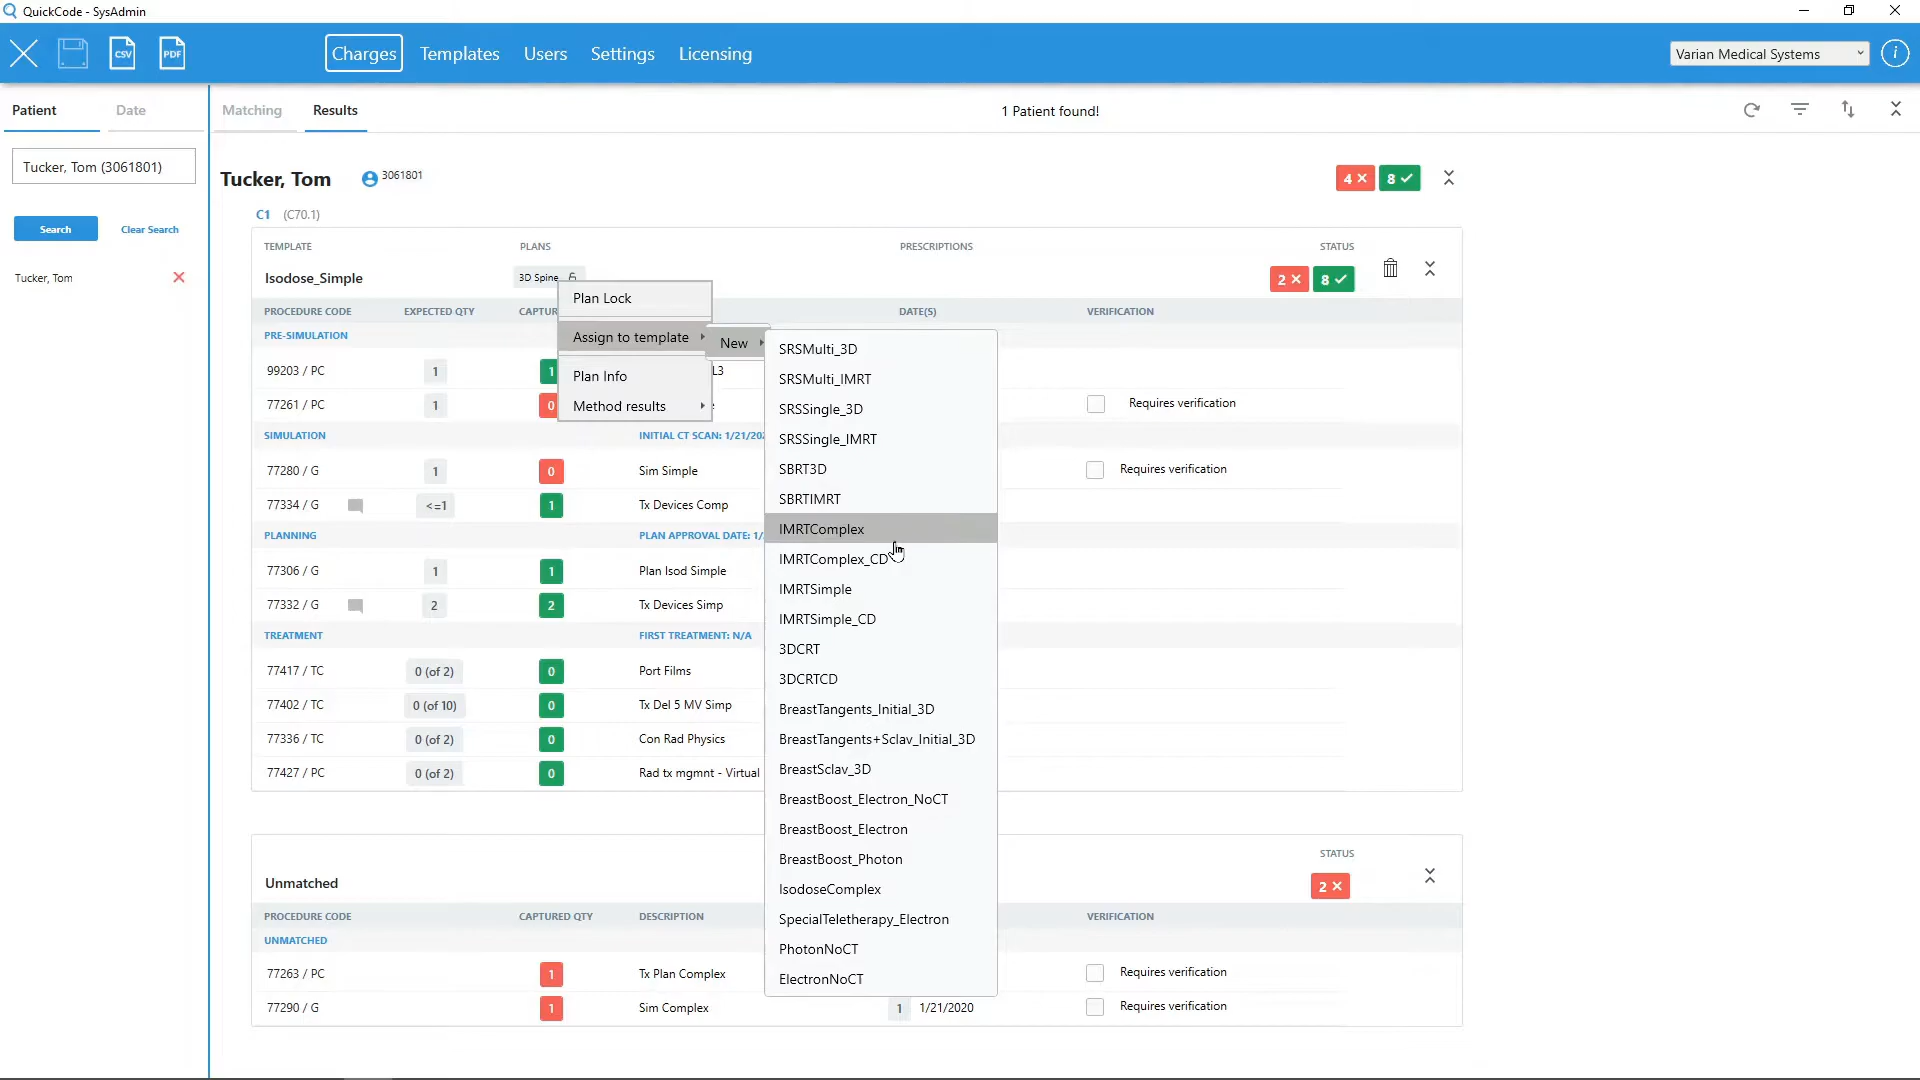 QuickCode - SysAdmin
CSV PDF Charges Templates Users Settings Licensing Varian Medical Systems i
Patient Date Matching Results 1 Patient found!
Tucker, Tom (3061801)
Search Clear Search
Tucker, Tom
Tucker, Tom 3061801 4 8
C1 (C70.1)
TEMPLATE PLANS PRESCRIPTIONS STATUS
Isodose_Simple 3D Spine 2 8
PROCEDURE CODE EXPECTED QTY CAPTUR DATE(S) VERIFICATION
PRE-SIMULATION
99203 / PC 1 1 L3
77261 / PC 1 0 Requires verification
SIMULATION INITIAL CT SCAN: 1/21/20
77280 / G 1 0 Sim Simple Requires verification
77334 / G <=1 1 Tx Devices Comp
PLANNING PLAN APPROVAL DATE: 1/
77306 / G 1 1 Plan Isod Simple
77332 / G 2 2 Tx Devices Simp
TREATMENT FIRST TREATMENT: N/A
77417 / TC 0 (of 2) 0 Port Films
77402 / TC 0 (of 10) 0 Tx Del 5 MV Simp
77336 / TC 0 (of 2) 0 Con Rad Physics
77427 / PC 0 (of 2) 0 Rad tx mgmnt - Virtual
Plan Lock
Assign to template
Plan Info
Method results
New
SRSMulti_3D
SRSMulti_IMRT
SRSSingle_3D
SRSSingle_IMRT
SBRT3D
SBRTIMRT
IMRTComplex
IMRTComplex_CD
IMRTSimple
IMRTSimple_CD
3DCRT
3DCRTCD
BreastTangents_Initial_3D
BreastTangents+Sclav_Initial_3D
BreastSclav_3D
BreastBoost_Electron_NoCT
BreastBoost_Electron
BreastBoost_Photon
IsodoseComplex
SpecialTeletherapy_Electron
PhotonNoCT
ElectronNoCT
STATUS
Unmatched 2
PROCEDURE CODE CAPTURED QTY DESCRIPTION VERIFICATION
UNMATCHED
77263 / PC 1 Tx Plan Complex Requires verification
77290 / G 1 Sim Complex 1 1/21/2020 Requires verification